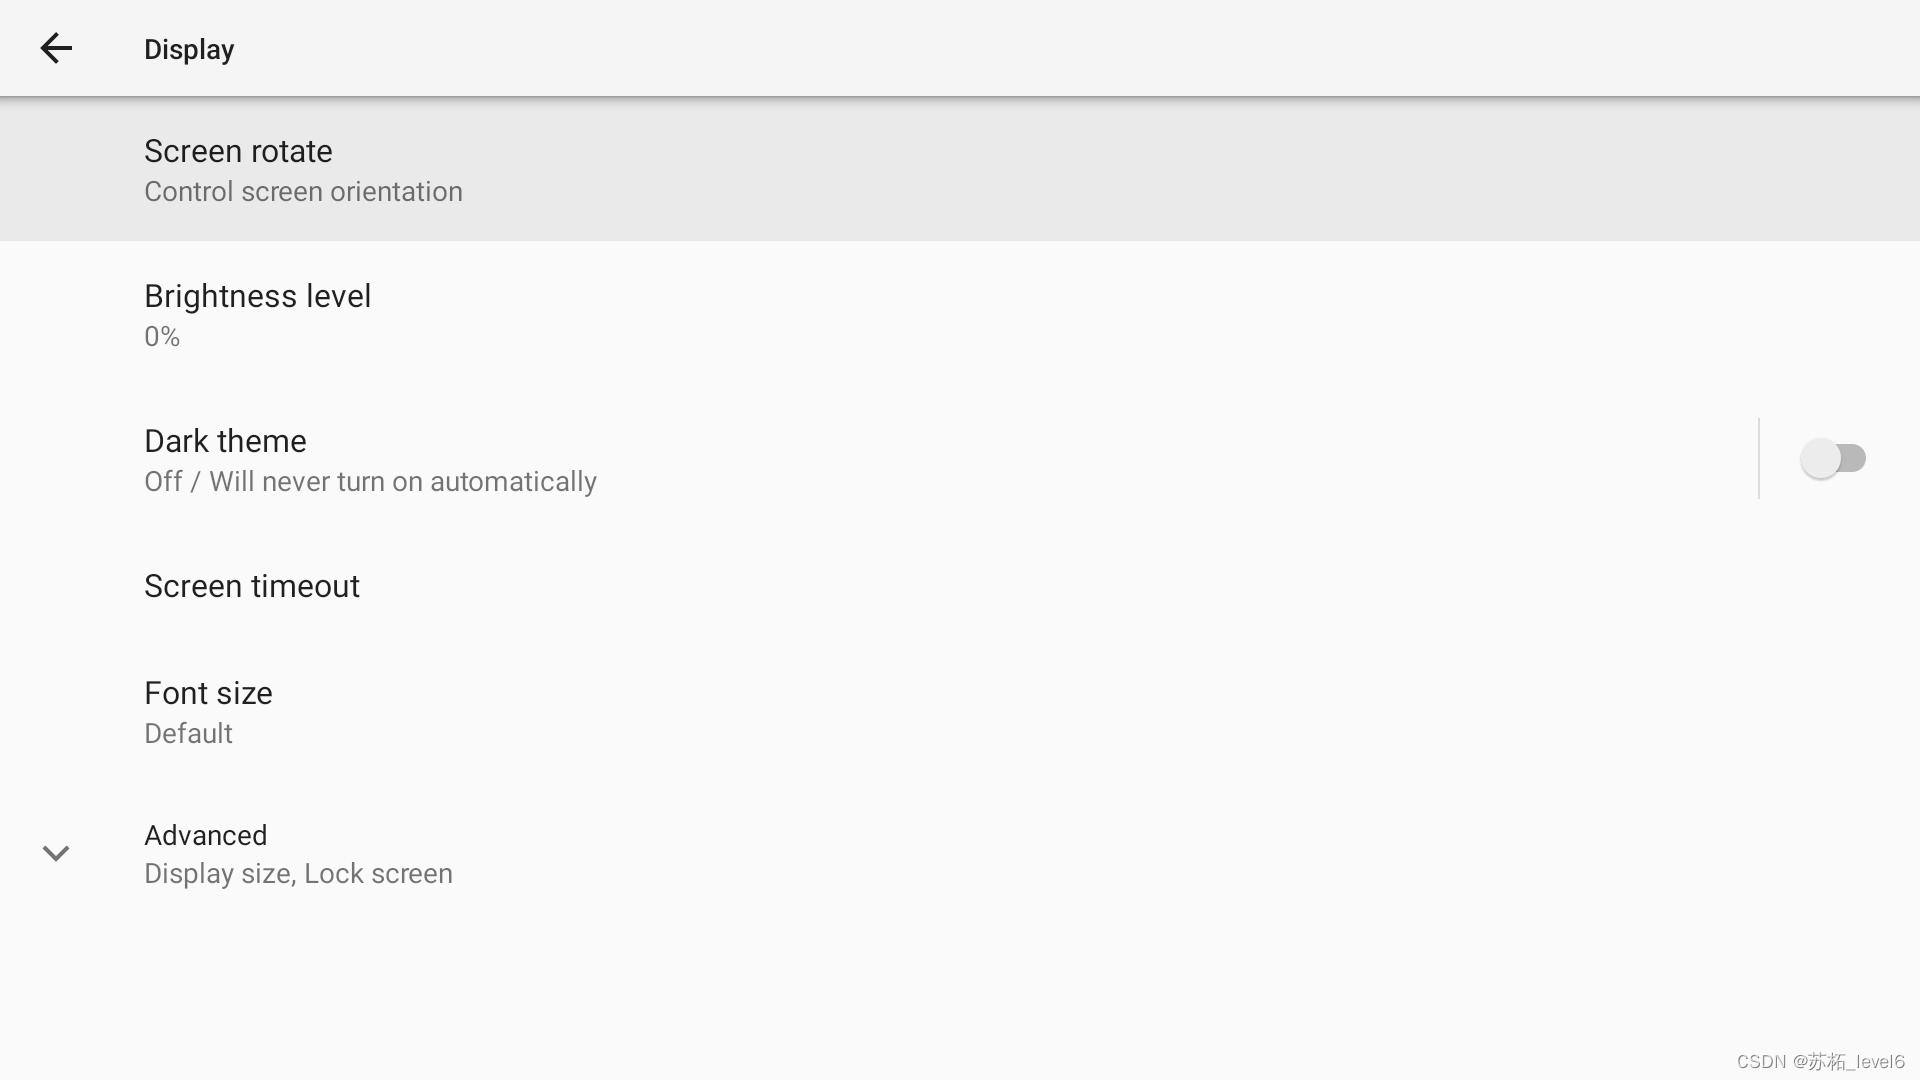 Display
Screen rotate
Control screen orientation
Brightness level
0%
Dark theme
Off / Will never turn on automatically
Screen timeout
Font size
Default
Advanced
Display size, Lock screen
CSDN @苏柘_level6